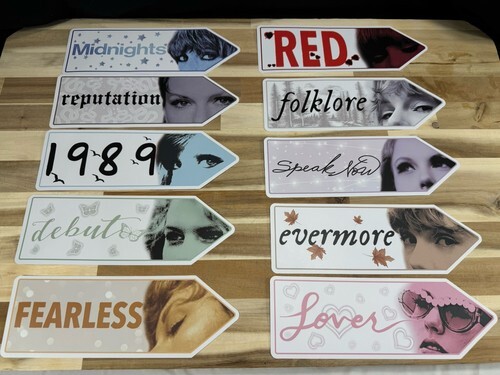 Midnights
reputation
1989
debut
FEARLESS
RED
folklore
Speak Now
evermore
Lover